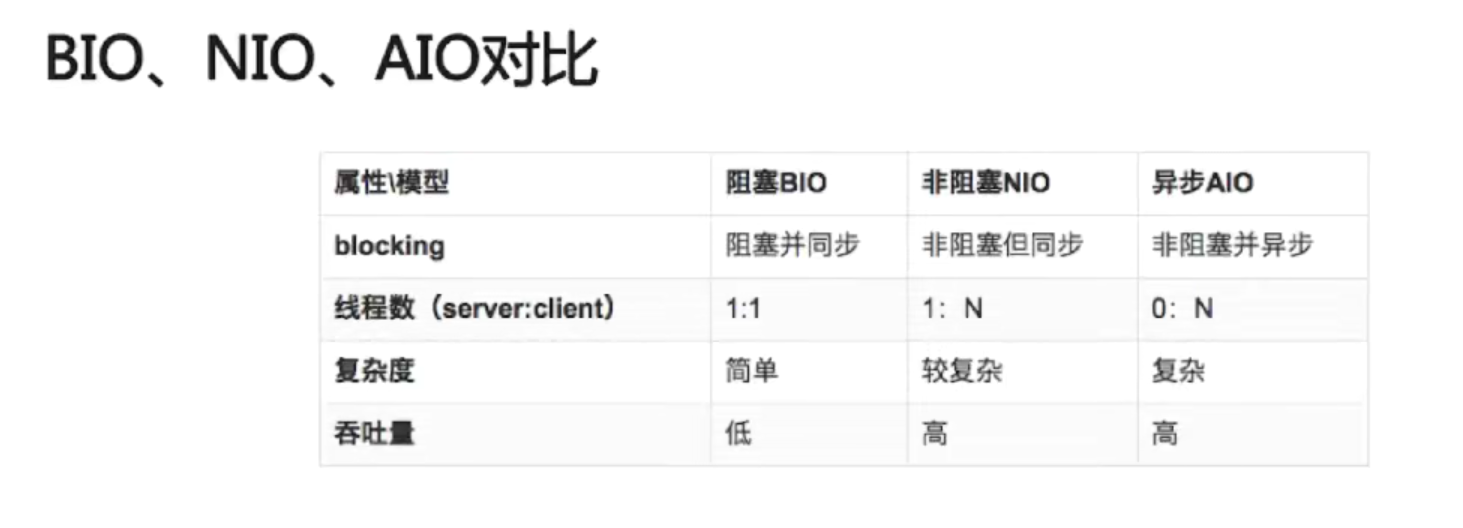 BIO、NIO、AIO对比
属性\模型 阻塞BIO 非阻塞NIO 异步AIO
blocking 阻塞并同步 非阻塞但同步 非阻塞并异步
线程数（server:client） 1:1 1：N 0：N
复杂度 简单 较复杂 复杂
吞吐量 低 高 高